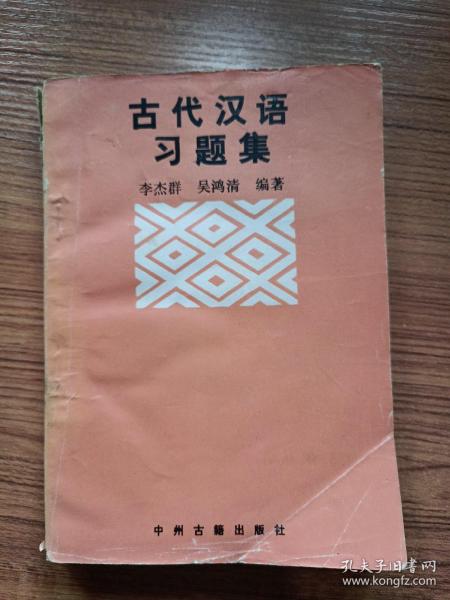 古代汉语
习题集
李杰群 吴鸿清 编著
中州古籍出版社
孔夫子旧书网
www.kongfz.com